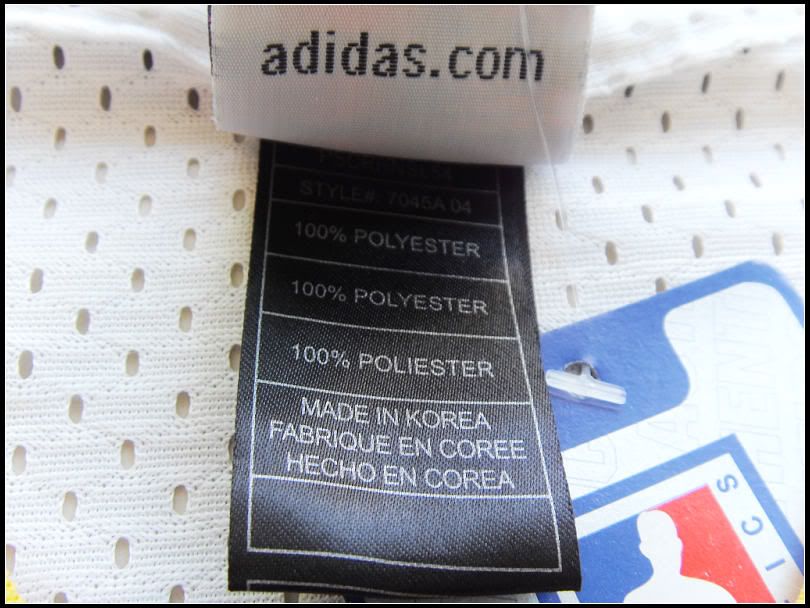 adidas.com
STYLE#: 7045A 04
100% POLYESTER
100% POLYESTER
100% POLIESTER
MADE IN KOREA
FABRIQUE EN COREE
HECHO EN COREA